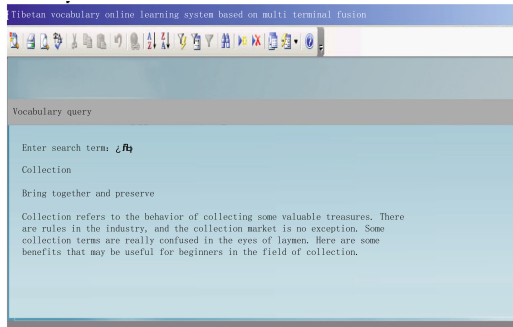 Tibetan vocabulary online learning system based on multi terminal fusion
Vocabulary query
Enter search term:
Collection
Bring together and preserve
Collection refers to the behavior of collecting some valuable treasures. There
are rules in the industry, and the collection market is no exception. Some
collection terms are really confused in the eyes of laymen. Here are some
benefits that may be useful for beginners in the field of collection.